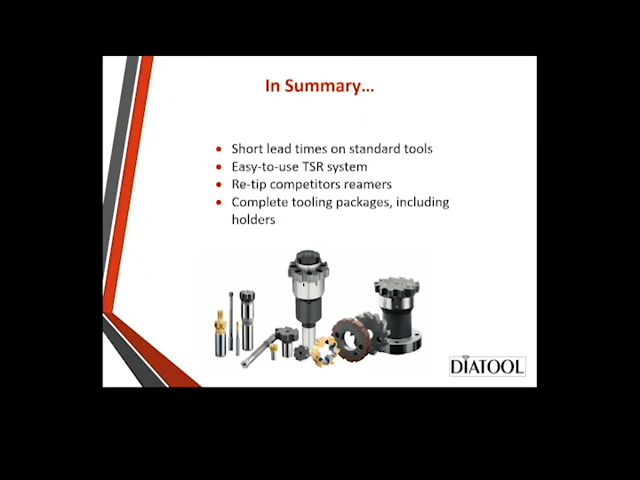 In Summary...
• Short lead times on standard tools
• Easy-to-use TSR system
• Re-tip competitors reamers
• Complete tooling packages, including
holders
DIATOOL